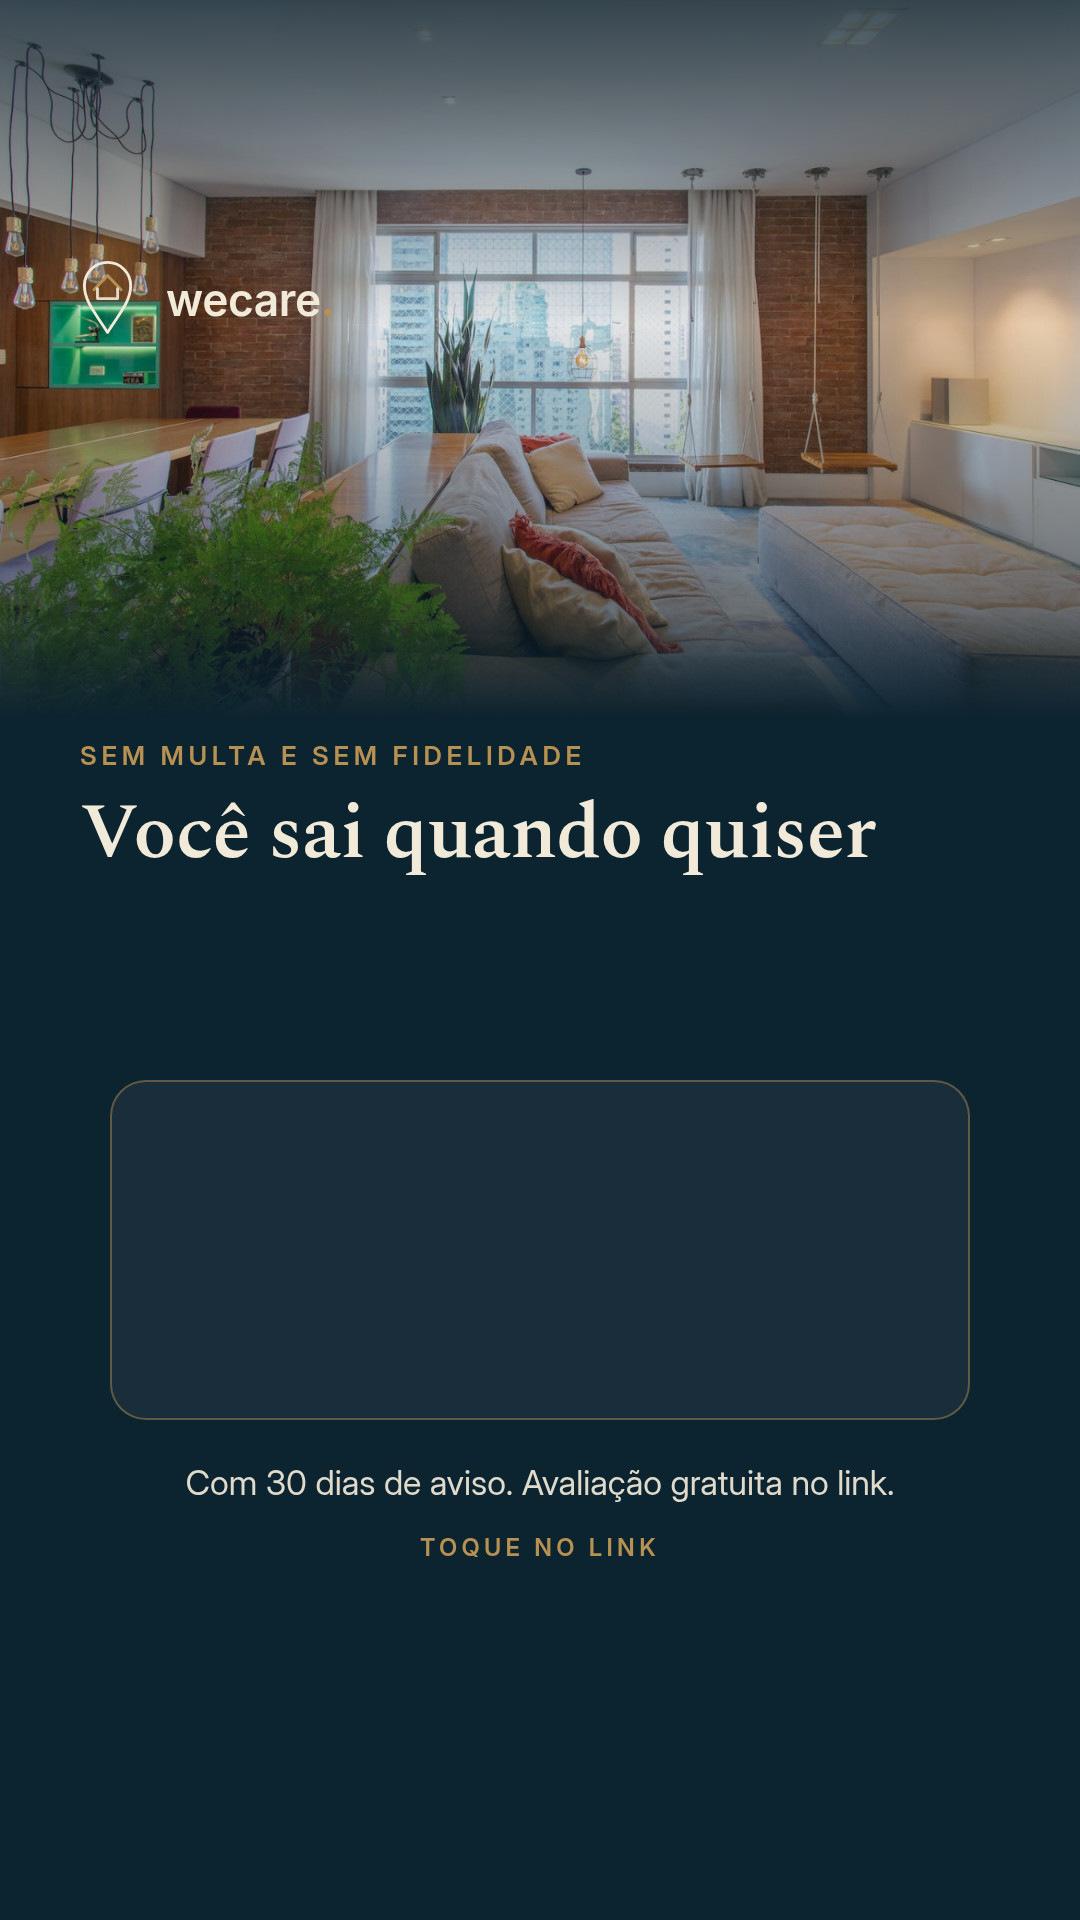 wecare.
SEM MULTA E SEM FIDELIDADE
Você sai quando quiser
Com 30 dias de aviso. Avaliação gratuita no link.
TOQUE NO LINK